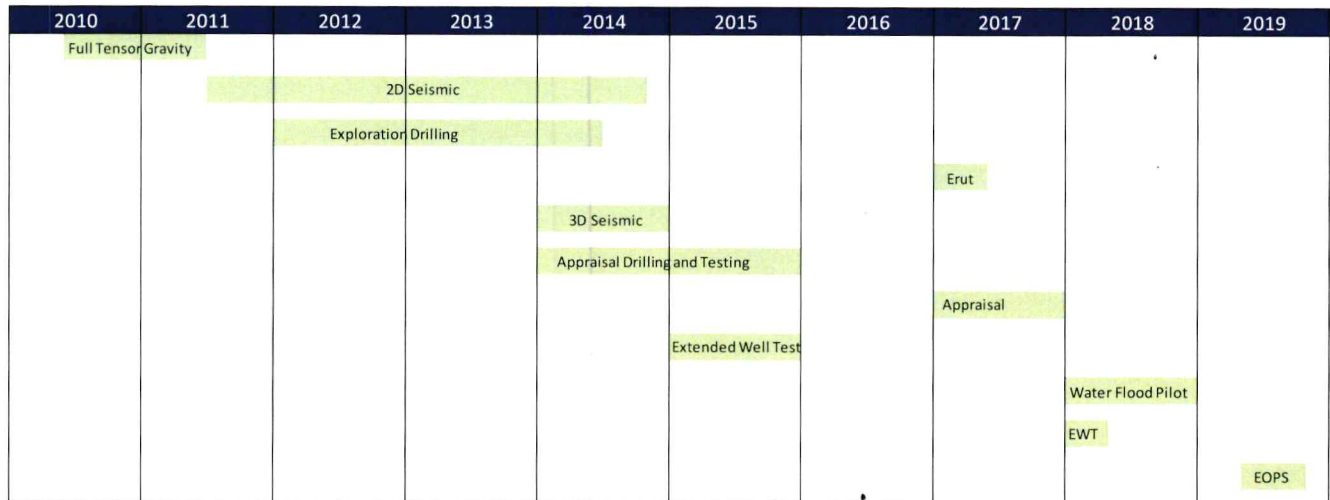 2010 2011 2012 2013 2014 2015 2016 2017 2018 2019
Full Tensor Gravity
2D Seismic
Exploration Drilling
Erut
3D Seismic
Appraisal Drilling and Testing
Appraisal
Extended Well Test
Water Flood Pilot
EWT
EOPS